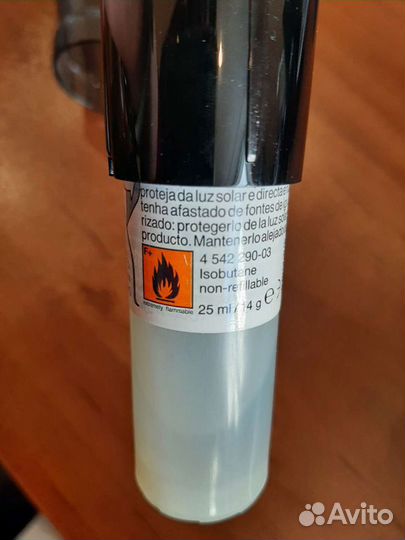 proteja da luz solar e directa e
tenha afastado de fontes de
rizado: protegerlo de la luz
producto. Mantenerlo alejado
F+
4 542 290-03
Isobutane
non-refillable
extremely flammable
25 ml/14 g e
Avito